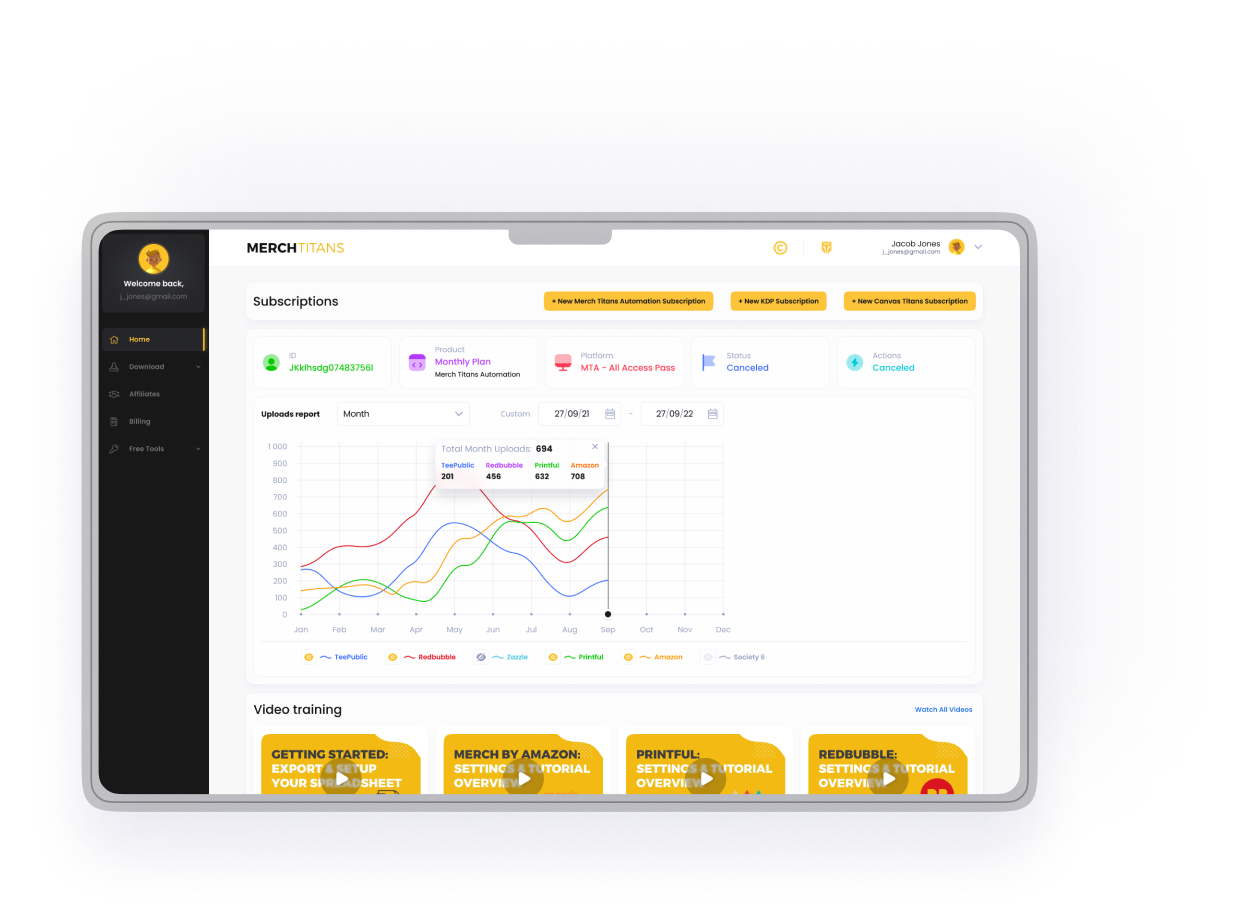 Welcome back,
j_jones@gmail.com
Home
Download
Affiliates
Billing
Free Tools
MERCHTITANS
Jacob Jones
j_jones@gmail.com
Subscriptions
+ New Merch Titans Automation Subscription
+ New KDP Subscription
+ New Canvas Titans Subscription
ID
JKkihsdg07483756l
Product
Monthly Plan
Merch Titans Automation
Platform
MTA - All Access Pass
Status
Canceled
Actions
Canceled
Uploads report
Month
Custom
27/09/21
-
27/09/22
Total Month Uploads: 694
TeePublic Redbubble Printful Amazon
201 456 632 708
1 000
900
800
700
600
500
400
300
200
100
0
Jan Feb Mar Apr May Jun Jul Aug Sep Oct Nov Dec
TeePublic Redbubble Zazzle Printful Amazon Society 6
Video training
Watch All Videos
GETTING STARTED:
EXPORT & SETUP
YOUR SPREADSHEET
MERCH BY AMAZON:
SETTINGS & TUTORIAL
OVERVIEW
PRINTFUL:
SETTINGS & TUTORIAL
OVERVIEW
REDBUBBLE:
SETTINGS & TUTORIAL
OVERVIEW